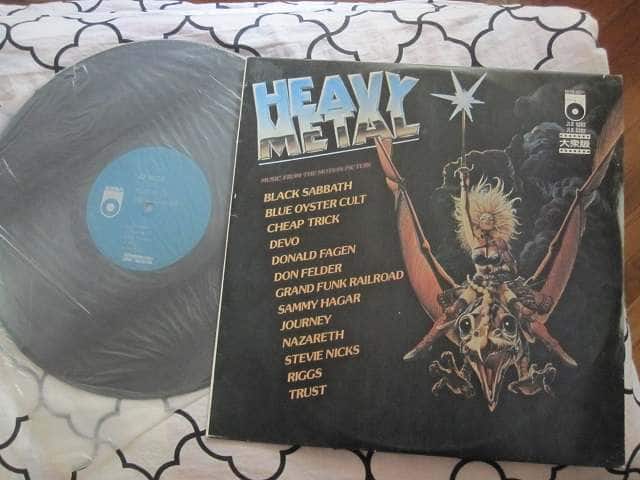 HEAVY
METAL
MUSIC FROM THE MOTION PICTURE
BLACK SABBATH
BLUE OYSTER CULT
CHEAP TRICK
DEVO
DONALD FAGEN
DON FELDER
GRAND FUNK RAILROAD
SAMMY HAGAR
JOURNEY
NAZARETH
STEVIE NICKS
RIGGS
TRUST
大眾版